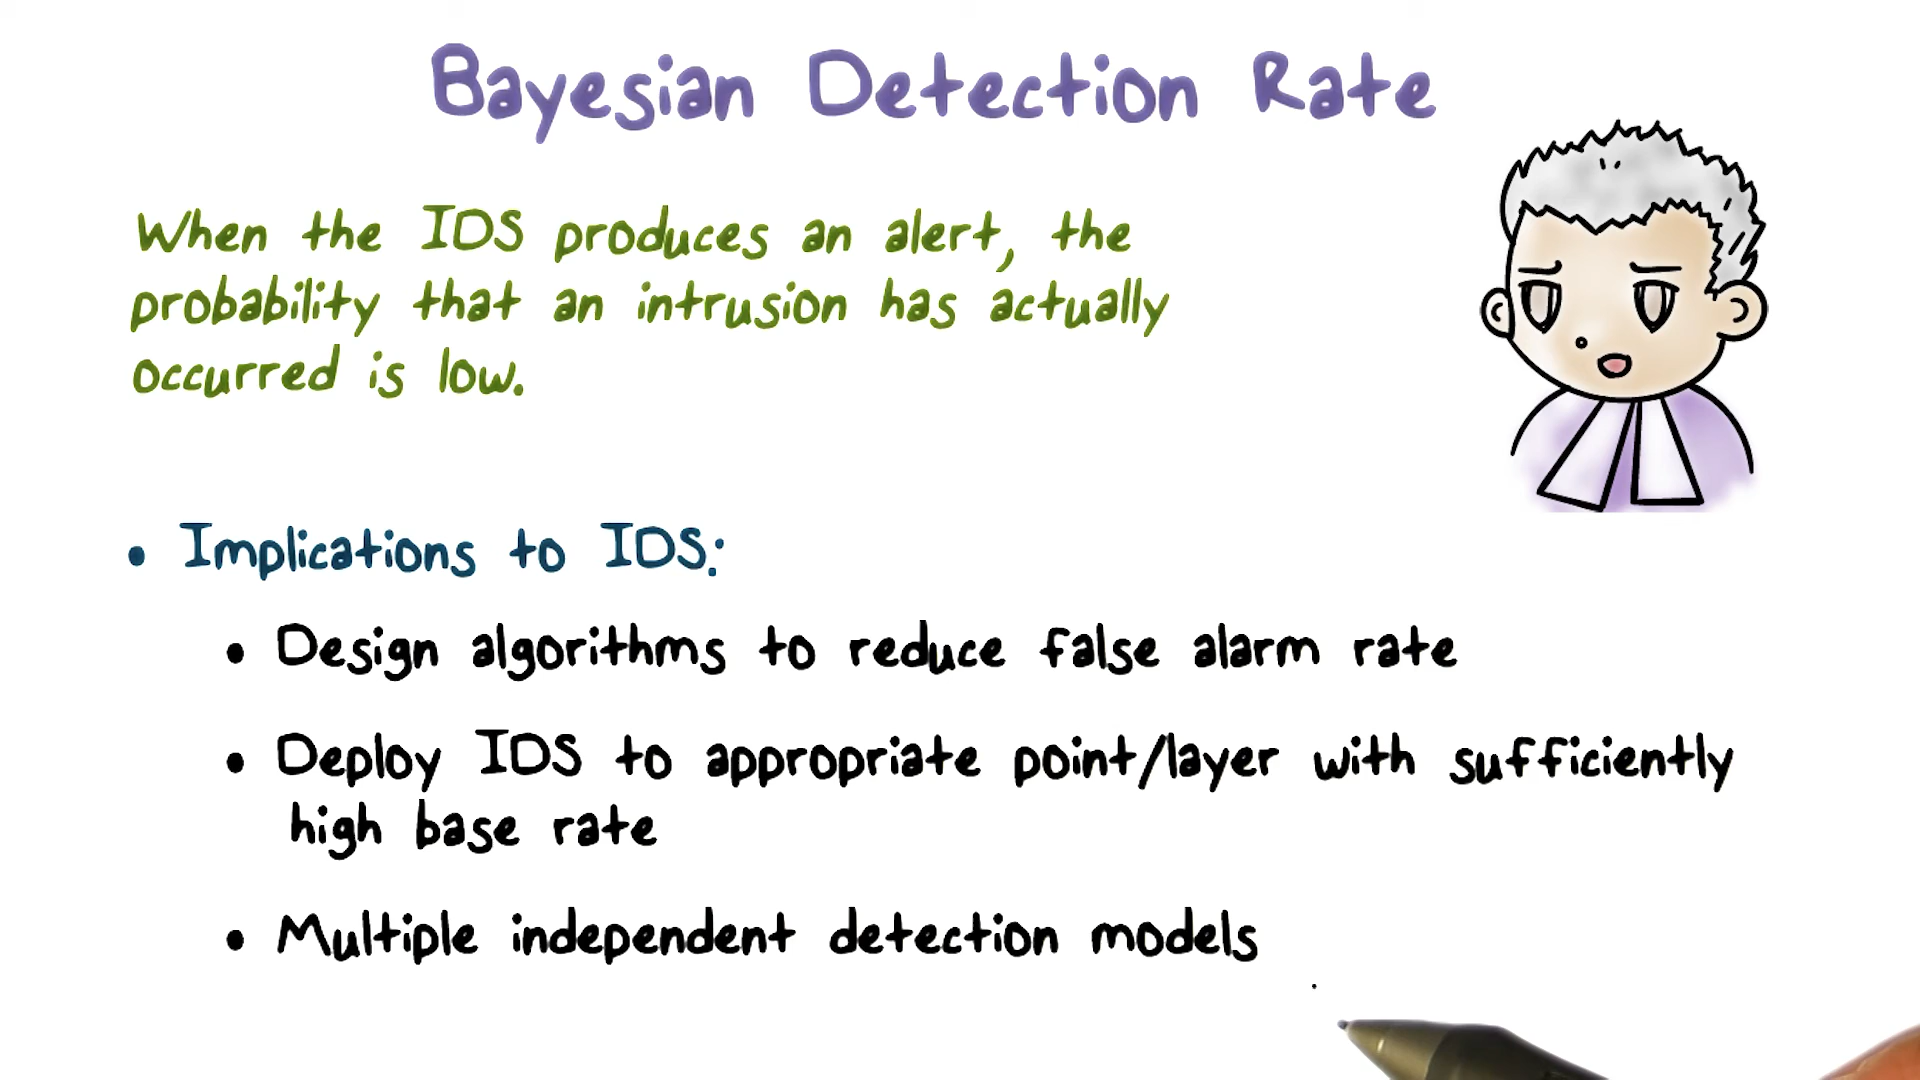 Bayesian Detection Rate
When the IDS produces an alert, the
probability that an intrusion has actually
occurred is low.
• Implications to IDS:
• Design algorithms to reduce false alarm rate
• Deploy IDS to appropriate point/layer with sufficiently
high base rate
• Multiple independent detection models